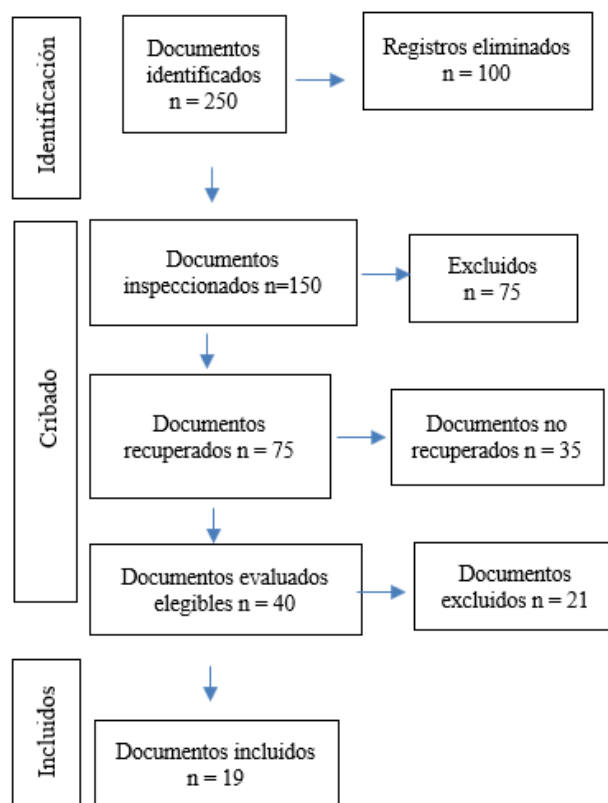 Identificación
Documentos
identificados
n = 250
Registros eliminados
n = 100
Cribado
Documentos
inspeccionados n=150
Excluidos
n = 75
Documentos
recuperados n = 75
Documentos no
recuperados n = 35
Documentos evaluados
elegibles n = 40
Documentos
excluidos n = 21
Incluidos
Documentos incluidos
n = 19